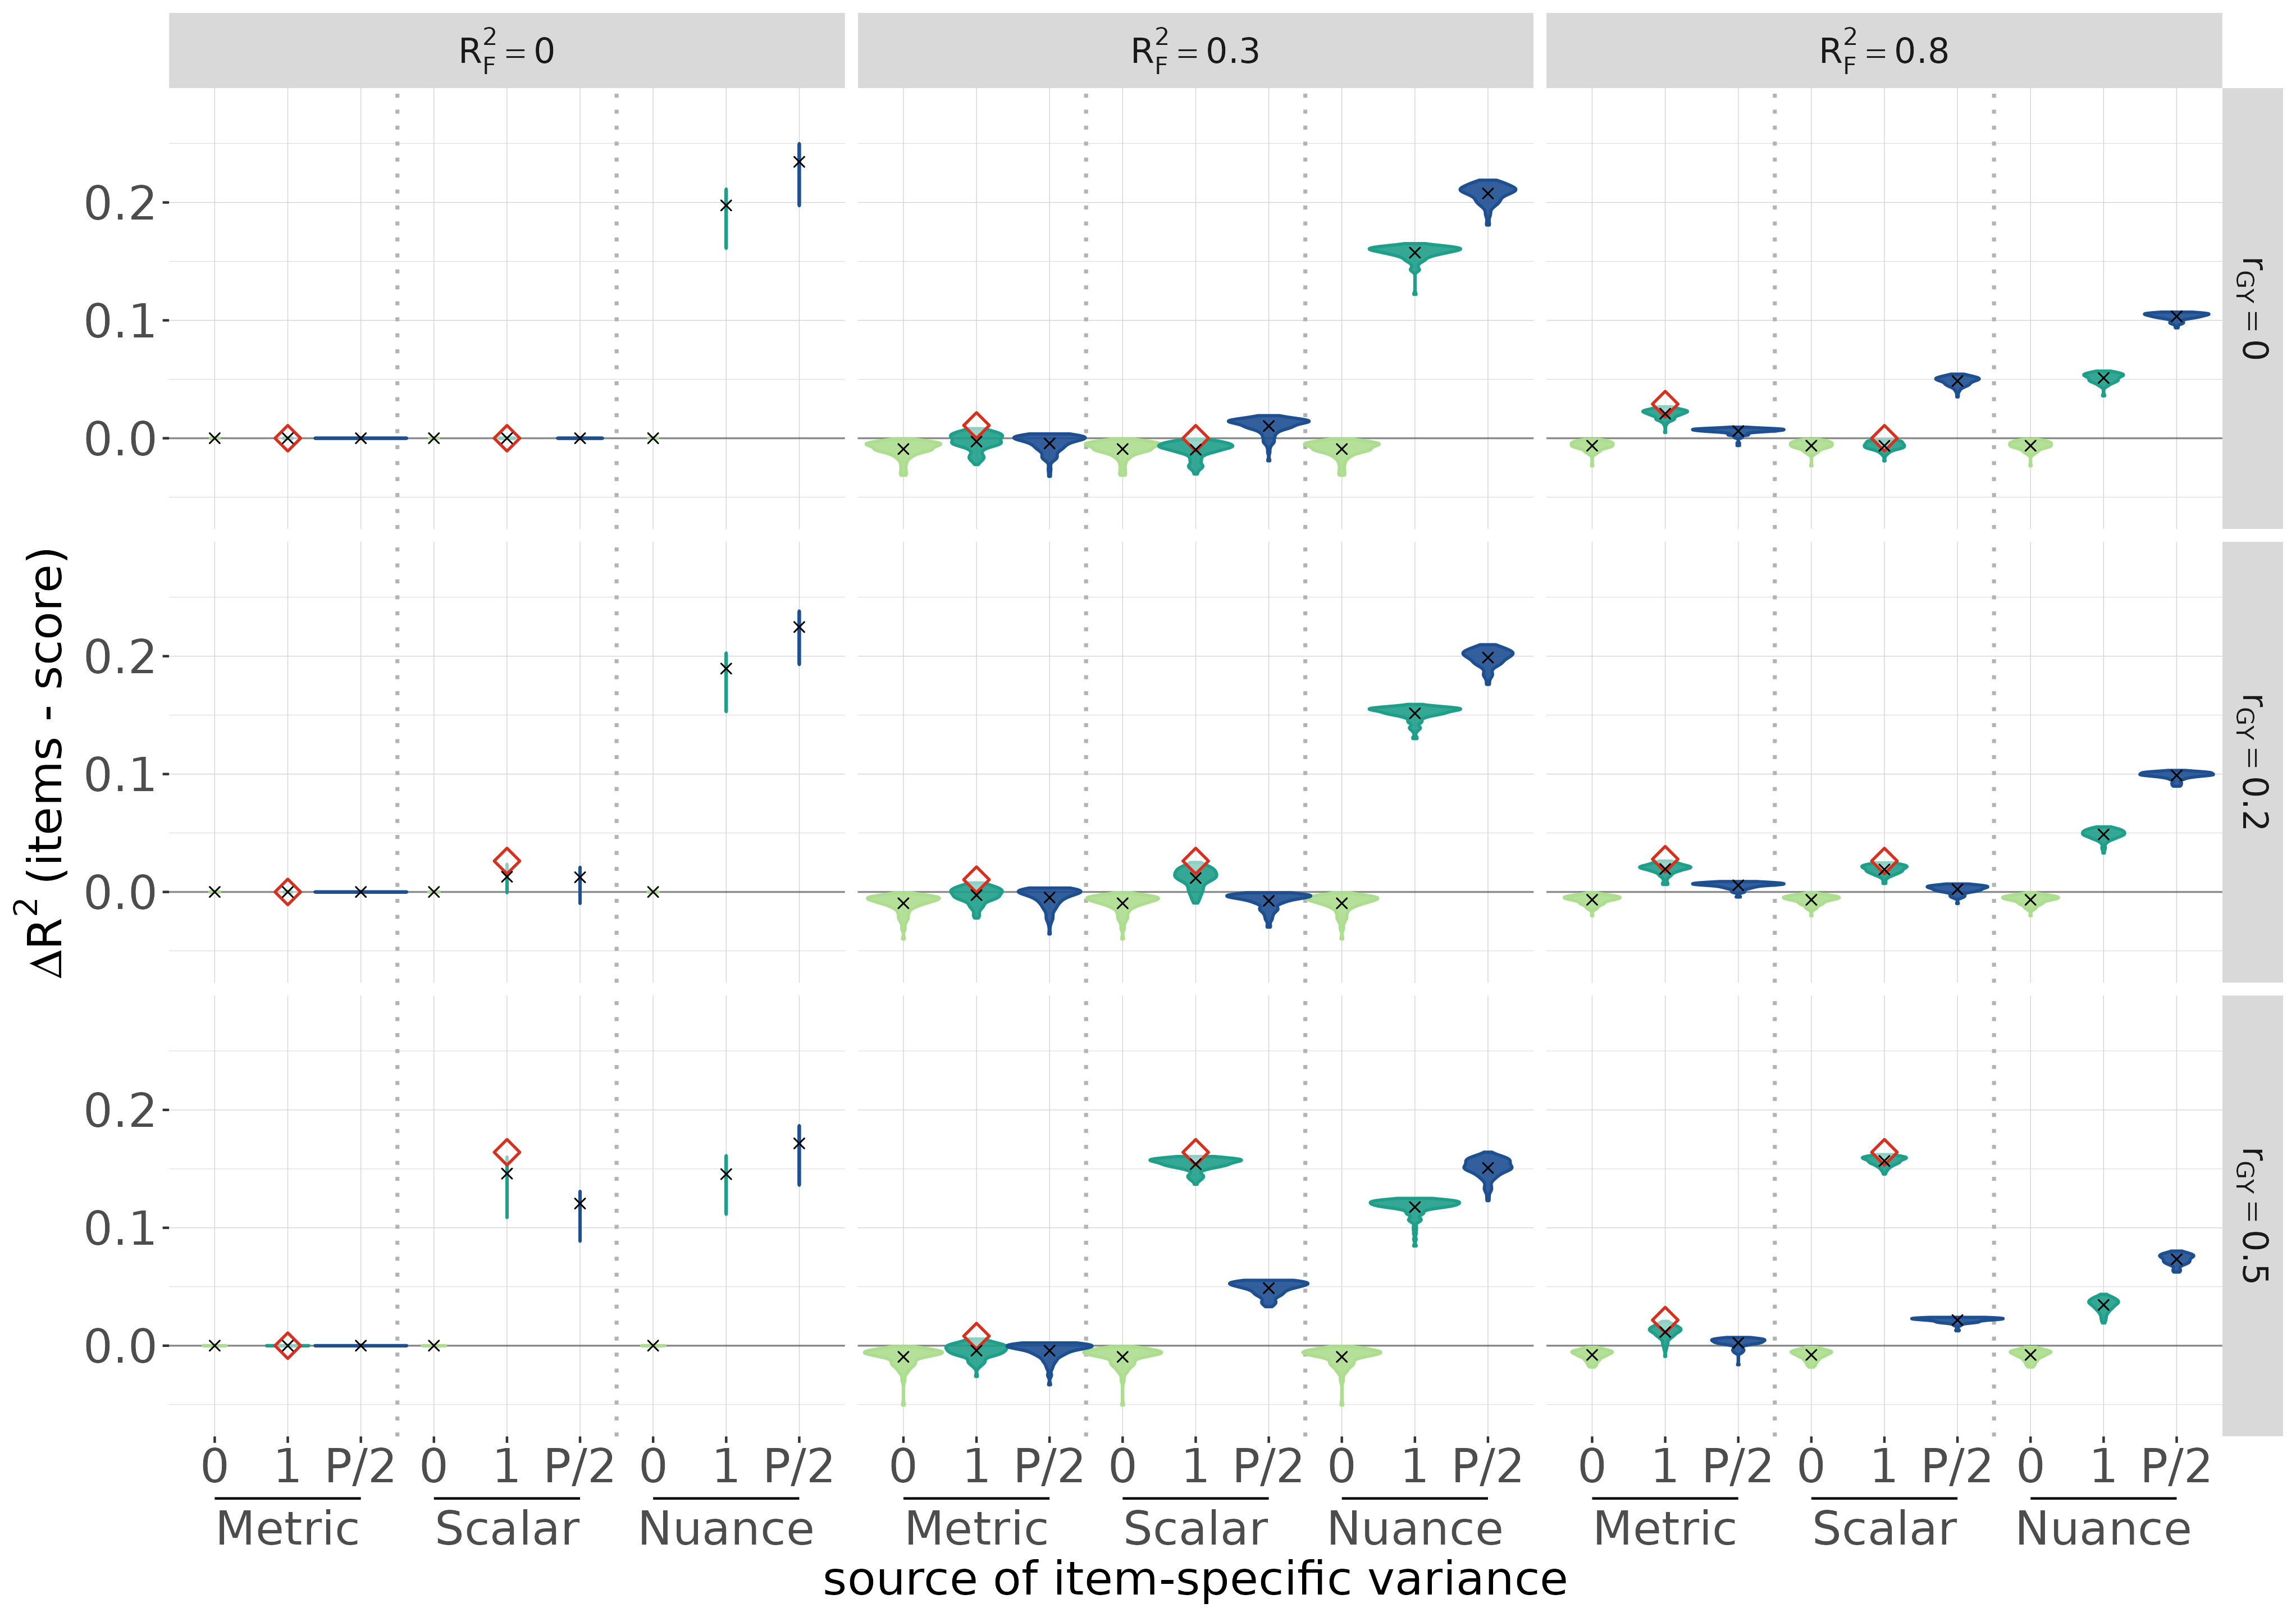 R²F = 0 R²F = 0.3 R²F = 0.8
ΔR² (items - score)
0.2
0.1
0.0
rGY = 0
0.2
0.1
0.0
rGY = 0.2
0.2
0.1
0.0
rGY = 0.5
0 1 P/2 0 1 P/2 0 1 P/2 0 1 P/2 0 1 P/2 0 1 P/2 0 1 P/2 0 1 P/2 0 1 P/2
Metric Scalar Nuance Metric Scalar Nuance Metric Scalar Nuance
source of item-specific variance